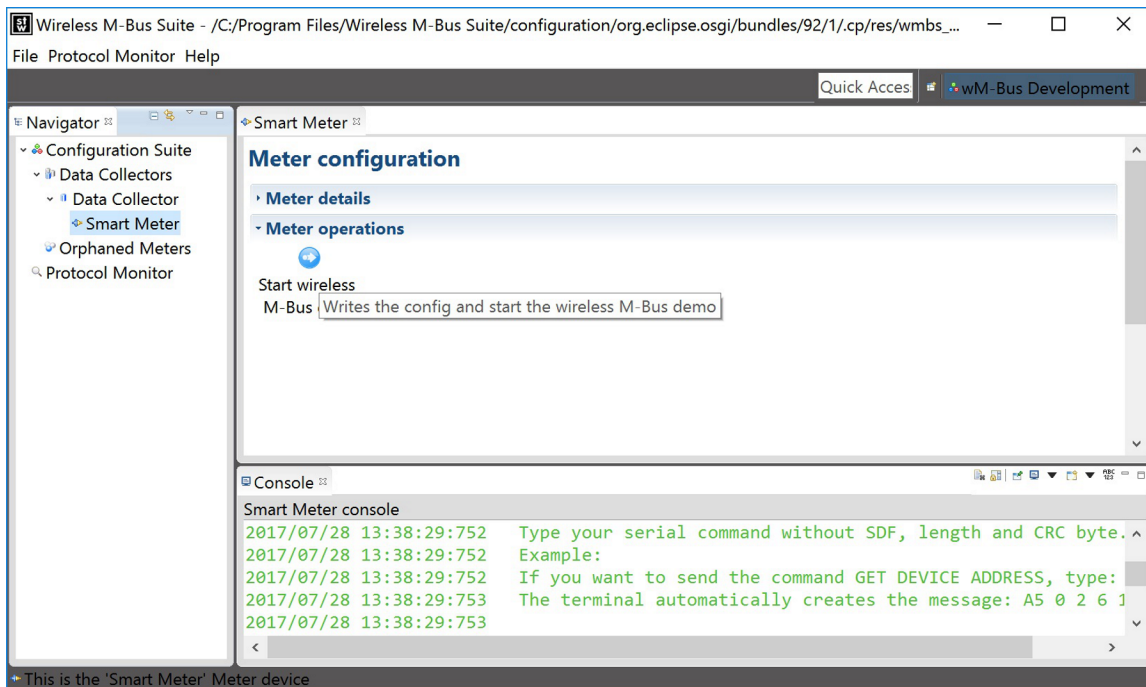 Wireless M-Bus Suite - /C:/Program Files/Wireless M-Bus Suite/configuration/org.eclipse.osgi/bundles/92/1/.cp/res/wmbs_...
File Protocol Monitor Help
Quick Acces
wM-Bus Development
Navigator
Configuration Suite
Data Collectors
Data Collector
Smart Meter
Orphaned Meters
Protocol Monitor
Smart Meter
Meter configuration
Meter details
Meter operations
Start wireless
M-Bus
Writes the config and start the wireless M-Bus demo
Console
Smart Meter console
2017/07/28 13:38:29:752 Type your serial command without SDF, length and CRC byte.
2017/07/28 13:38:29:752 Example:
2017/07/28 13:38:29:752 If you want to send the command GET DEVICE ADDRESS, type:
2017/07/28 13:38:29:753 The terminal automatically creates the message: A5 0 2 6 1
2017/07/28 13:38:29:753
This is the 'Smart Meter' Meter device